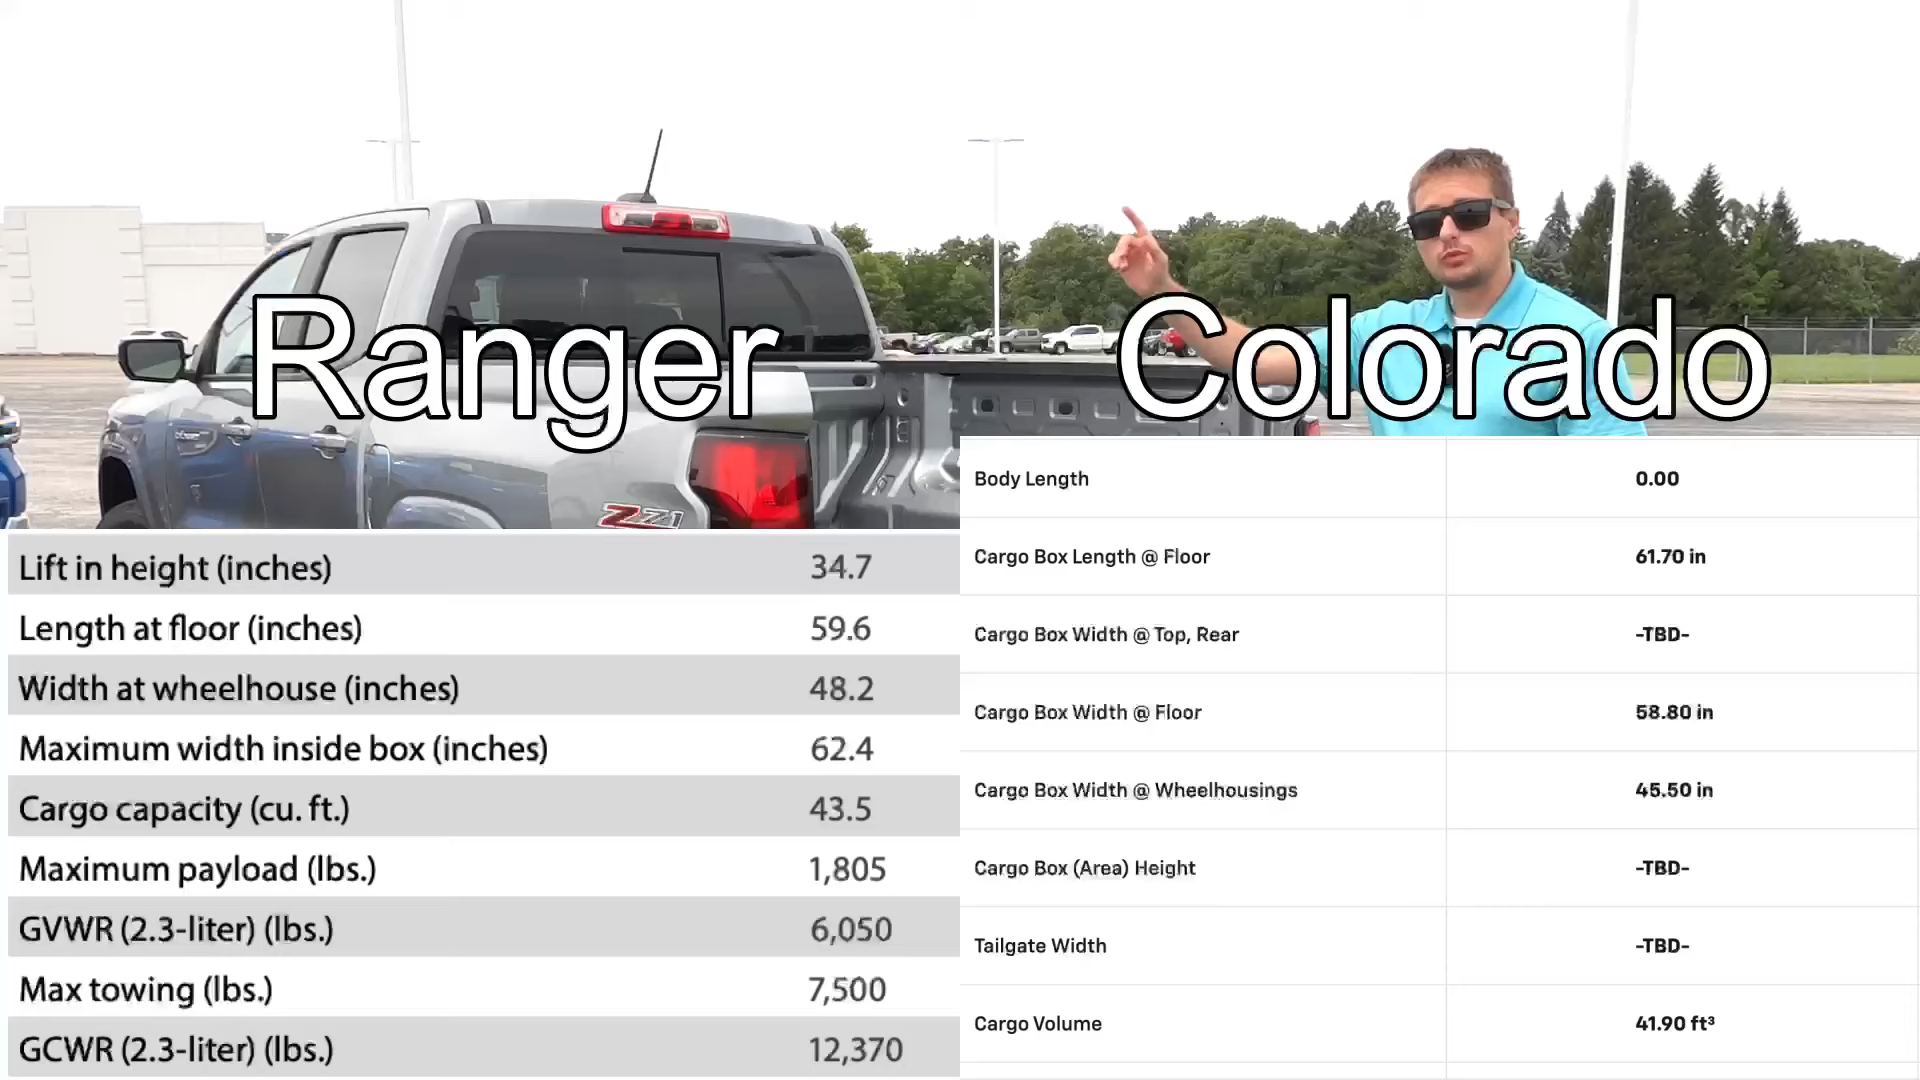 Ranger
Colorado
Z71
Lift in height (inches) 34.7
Length at floor (inches) 59.6
Width at wheelhouse (inches) 48.2
Maximum width inside box (inches) 62.4
Cargo capacity (cu. ft.) 43.5
Maximum payload (lbs.) 1,805
GVWR (2.3-liter) (lbs.) 6,050
Max towing (lbs.) 7,500
GCWR (2.3-liter) (lbs.) 12,370
Body Length 0.00
Cargo Box Length @ Floor 61.70 in
Cargo Box Width @ Top, Rear -TBD-
Cargo Box Width @ Floor 58.80 in
Cargo Box Width @ Wheelhousings 45.50 in
Cargo Box (Area) Height -TBD-
Tailgate Width -TBD-
Cargo Volume 41.90 ft³